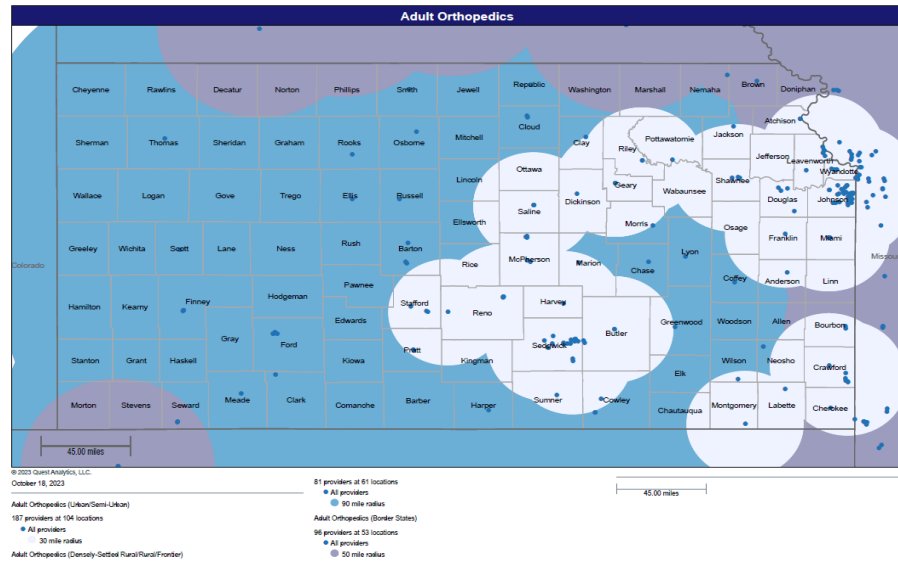 Adult Orthopedics
Cheyenne Rawlins Decatur Norton Phillips Smith Jewell Republic Washington Marshall Nemaha Brown Doniphan
Atchison
Sherman Thomas Sheridan Graham Rooks Osborne Mitchell Cloud Clay Riley Pottawatomie Jackson
Jefferson Leavenworth
Wyandotte
Ottawa
Lincoln
Wallace Logan Gove Trego Ellis Russell Saline Dickinson Geary Wabaunsee Shawnee Douglas Johnson
Ellsworth Morris Osage
Greeley Wichita Scott Lane Ness Rush Barton Rice McPherson Marion Chase Lyon Franklin Miami
Colorado
Missour
Hamilton Kearny Finney Hodgeman Pawnee Stafford Reno Harvey Coffey Anderson Linn
Edwards
Gray Ford Sedgwick Butler Greenwood Woodson Allen Bourbon
Stanton Grant Haskell Kiowa Pratt Kingman Elk Wilson Neosho Crawford
Morton Stevens Seward Meade Clark Comanche Barber Harper Sumner Cowley Chautauqua Montgomery Labette Cherokee
45.00 miles
© 2023 Quest Analytics, LLC.
October 18, 2023
Adult Orthopedics (Urban/Semi-Urban)
187 providers at 104 locations
All providers
30 mile radius
Adult Orthopedics (Densely-Settled Rural/Rural/Frontier)
81 providers at 61 locations
All providers
90 mile radius
Adult Orthopedics (Border States)
96 providers at 53 locations
All providers
50 mile radius
45.00 miles